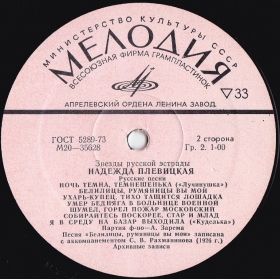 МИНИСТЕРСТВО КУЛЬТУРЫ СССР
МЕЛОДИЯ
ВСЕСОЮЗНАЯ ФИРМА ГРАМПЛАСТИНОК
▽33
АПРЕЛЕВСКИЙ ОРДЕНА ЛЕНИНА ЗАВОД
ГОСТ 5289-73
М20—35628
2 сторона
Гр. 2. 1-00
Звезды русской эстрады
НАДЕЖДА ПЛЕВИЦКАЯ
Русские песни
НОЧЬ ТЕМНА, ТЕМНЕШЕНЬКА («Лучинушка»)
БЕЛИЛИЦЫ, РУМЯНИЦЫ ВЫ МОИ
УХАРЬ-КУПЕЦ, ТИХО ТАЩИТСЯ ЛОШАДКА
УМЕР БЕДНЯГА В БОЛЬНИЦЕ ВОЕННОЙ
ШУМЕЛ, ГОРЕЛ ПОЖАР МОСКОВСКИЙ
СОБИРАЙТЕСЬ ПОСКОРЕЕ, СТАР И МЛАД
Я В СРЕДУ НА БАЗАР ВЫХОДИЛА («Куделька»)
Партия ф-но — А. Зарема
Песня «Белилицы, румяницы вы мои» записана
с аккомпанементом С. В. Рахманинова (1926 г.)
Архивные записи